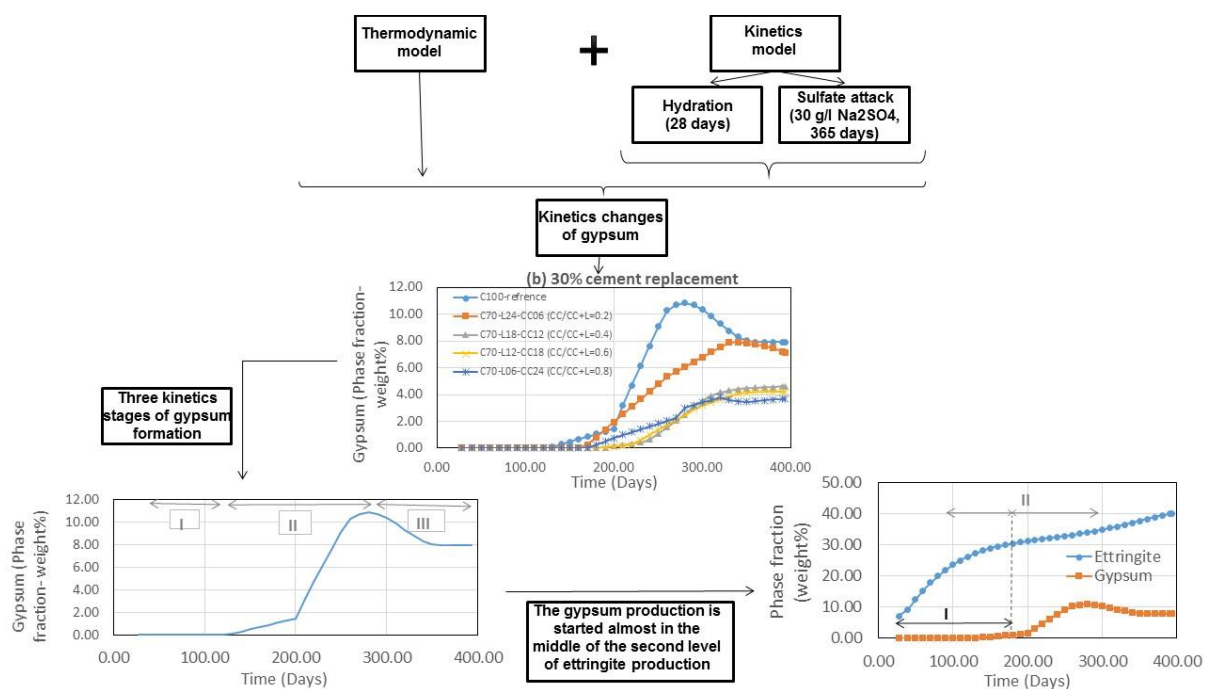 Thermodynamic
model
+
Kinetics
model
Hydration
(28 days)
Sulfate attack
(30 g/l Na2SO4,
365 days)
Kinetics changes
of gypsum
(b) 30% cement replacement
Gypsum (Phase fraction-
weight%)
12.00
10.00
8.00
6.00
4.00
2.00
0.00
C100-refrence
C70-L24-CC06 (CC/CC+L=0.2)
C70-L18-CC12 (CC/CC+L=0.4)
C70-L12-CC18 (CC/CC+L=0.6)
C70-L06-CC24 (CC/CC+L=0.8)
0.00 100.00 200.00 300.00 400.00
Time (Days)
Three kinetics
stages of gypsum
formation
Gypsum (Phase
fraction- weight%)
12.00
10.00
8.00
6.00
4.00
2.00
0.00
I II III
0.00 100.00 200.00 300.00 400.00
Time (Days)
The gypsum production is
started almost in the
middle of the second level
of ettringite production
Phase fraction
(weight%)
50.00
40.00
30.00
20.00
10.00
0.00
II
I
Ettringite
Gypsum
0.00 100.00 200.00 300.00 400.00
Time (Days)